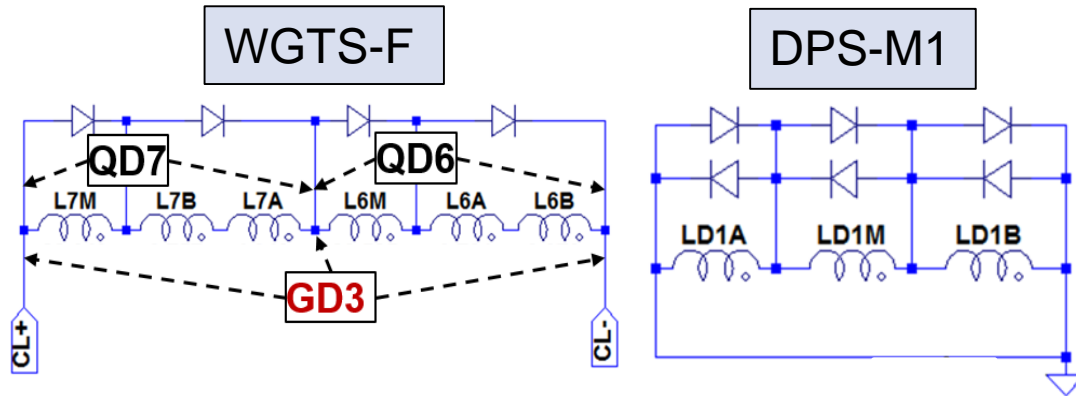 WGTS-F
DPS-M1
QD7
QD6
L7M
L7B
L7A
L6M
L6A
L6B
LD1A
LD1M
LD1B
GD3
CL+
CL-